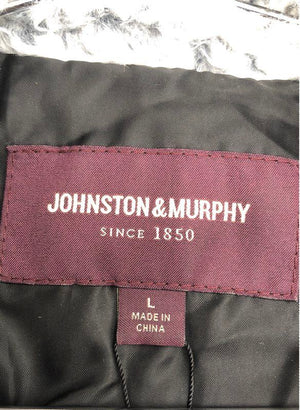 JOHNSTON&MURPHY
SINCE 1850
L
MADE IN
CHINA